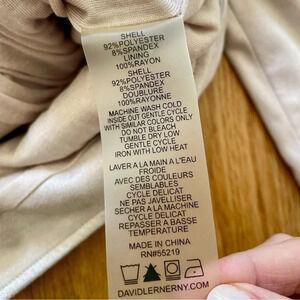 SHELL
92%POLYESTER
8%SPANDEX
LINING
100%RAYON
SHELL
92%POLYESTER
8%SPANDEX
DOUBLURE
100%RAYONNE
MACHINE WASH COLD
INSIDE OUT GENTLE CYCLE
WITH SIMILAR COLORS ONLY
DO NOT BLEACH
TUMBLE DRY LOW
GENTLE CYCLE
IRON WITH LOW HEAT
LAVER A LA MAIN A L'EAU
FROIDE
AVEC DES COULEURS
SEMBLABLES
CYCLE DELICAT
NE PAS JAVELLISER
SECHER A LA MACHINE
CYCLE DELICAT
REPASSER A BASSE
TEMPERATURE
MADE IN CHINA
RN#55219
DAVIDLERNERNY.COM